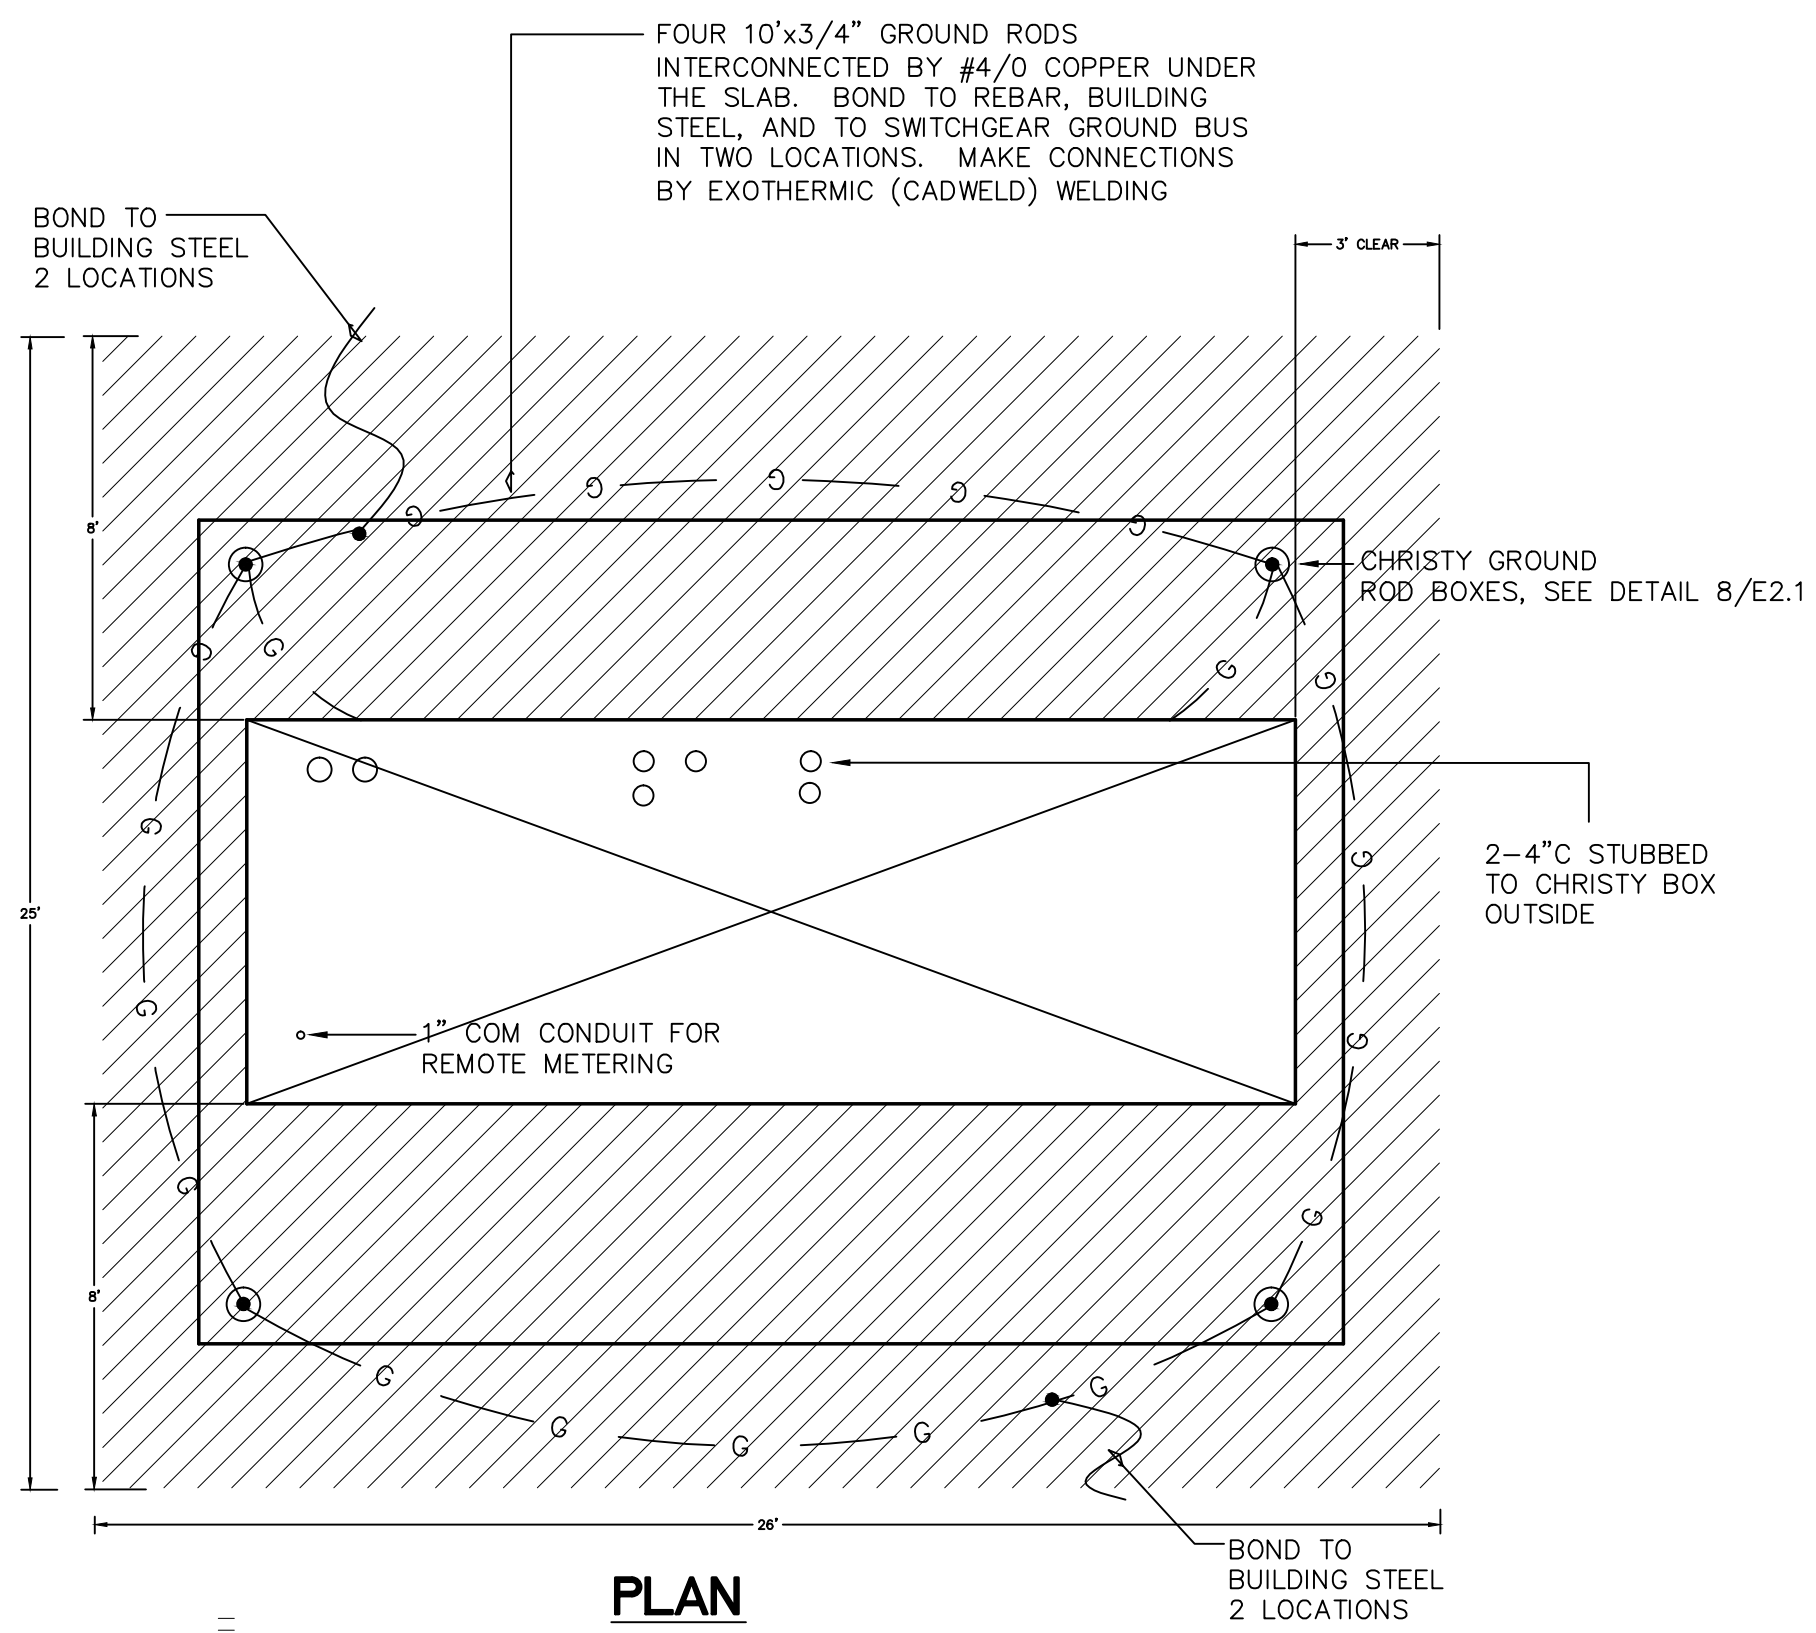 FOUR 10'x3/4" GROUND RODS
INTERCONNECTED BY #4/0 COPPER UNDER
THE SLAB. BOND TO REBAR, BUILDING
STEEL, AND TO SWITCHGEAR GROUND BUS
IN TWO LOCATIONS. MAKE CONNECTIONS
BY EXOTHERMIC (CADWELD) WELDING
BOND TO
BUILDING STEEL
2 LOCATIONS
3' CLEAR
G
G
G
G
G
8'
CHRISTY GROUND
ROD BOXES, SEE DETAIL 8/E2.1
G
G
G
G
G
G
2-4"C STUBBED
TO CHRISTY BOX
OUTSIDE
25'
G
G
1" COM CONDUIT FOR
REMOTE METERING
G
G
8'
G
G
G
G
G
26'
BOND TO
BUILDING STEEL
2 LOCATIONS
PLAN